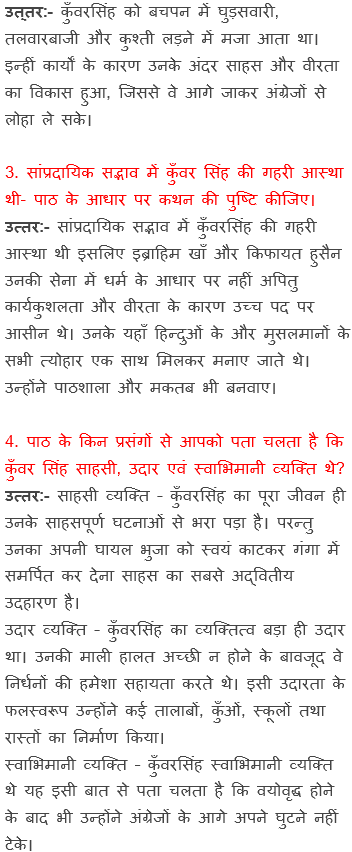 उत्तर:- कुँवरसिंह को बचपन में घुड़सवारी,
तलवारबाजी और कुश्ती लड़ने में मजा आता था।
इन्हीं कार्यों के कारण उनके अंदर साहस और वीरता
का विकास हुआ, जिससे वे आगे जाकर अंग्रेजों से
लोहा ले सके।
3. सांप्रदायिक सद्भाव में कुँवर सिंह की गहरी आस्था
थी- पाठ के आधार पर कथन की पुष्टि कीजिए।
उत्तर:- सांप्रदायिक सद्भाव में कुँवरसिंह की गहरी
आस्था थी इसलिए इब्राहिम खाँ और किफायत हुसैन
उनकी सेना में धर्म के आधार पर नहीं अपितु
कार्यकुशलता और वीरता के कारण उच्च पद पर
आसीन थे। उनके यहाँ हिन्दुओं के और मुसलमानों के
सभी त्योहार एक साथ मिलकर मनाए जाते थे।
उन्होंने पाठशाला और मकतब भी बनवाए।
4. पाठ के किन प्रसंगों से आपको पता चलता है कि
कुँवर सिंह साहसी, उदार एवं स्वाभिमानी व्यक्ति थे?
उत्तर:- साहसी व्यक्ति - कुँवरसिंह का पूरा जीवन ही
उनके साहसपूर्ण घटनाओं से भरा पड़ा है। परन्तु
उनका अपनी घायल भुजा को स्वयं काटकर गंगा में
समर्पित कर देना साहस का सबसे अद्वितीय
उदहारण है।
उदार व्यक्ति - कुँवरसिंह का व्यक्तित्व बड़ा ही उदार
था। उनकी माली हालत अच्छी न होने के बावजूद वे
निर्धनों की हमेशा सहायता करते थे। इसी उदारता के
फलस्वरूप उन्होंने कई तालाबों, कुँओं, स्कूलों तथा
रास्तों का निर्माण किया।
स्वाभिमानी व्यक्ति - कुँवरसिंह स्वाभिमानी व्यक्ति
थे यह इसी बात से पता चलता है कि वयोवृद्ध होने
के बाद भी उन्होंने अंग्रेजों के आगे अपने घुटने नहीं
टेके।